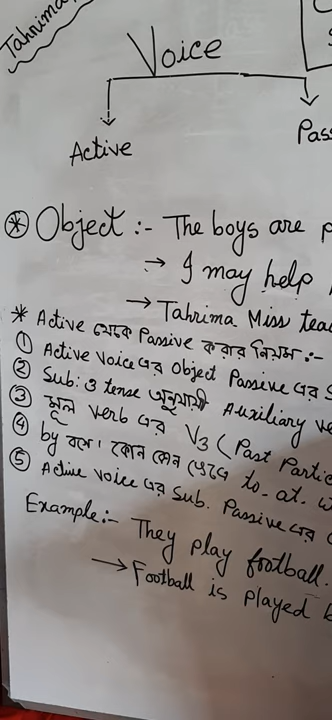 Tahrima
Voice
Active
Pass
* Object :- The boys are p
→ I may help
→ Tahrima Miss tea
* Active থেকে Passive করার নিয়ম :-
① Active Voice এর Object Passive এর S
② Sub: ও tense অনুযায়ী Auxiliary ve
③ মূল verb এর V3 (Past Partic
④ by বসে। কোন কোন ক্ষেত্রে to. at. w
⑤ Active voice এর Sub. Passive এর
Example:- They play football.
→ Football is played